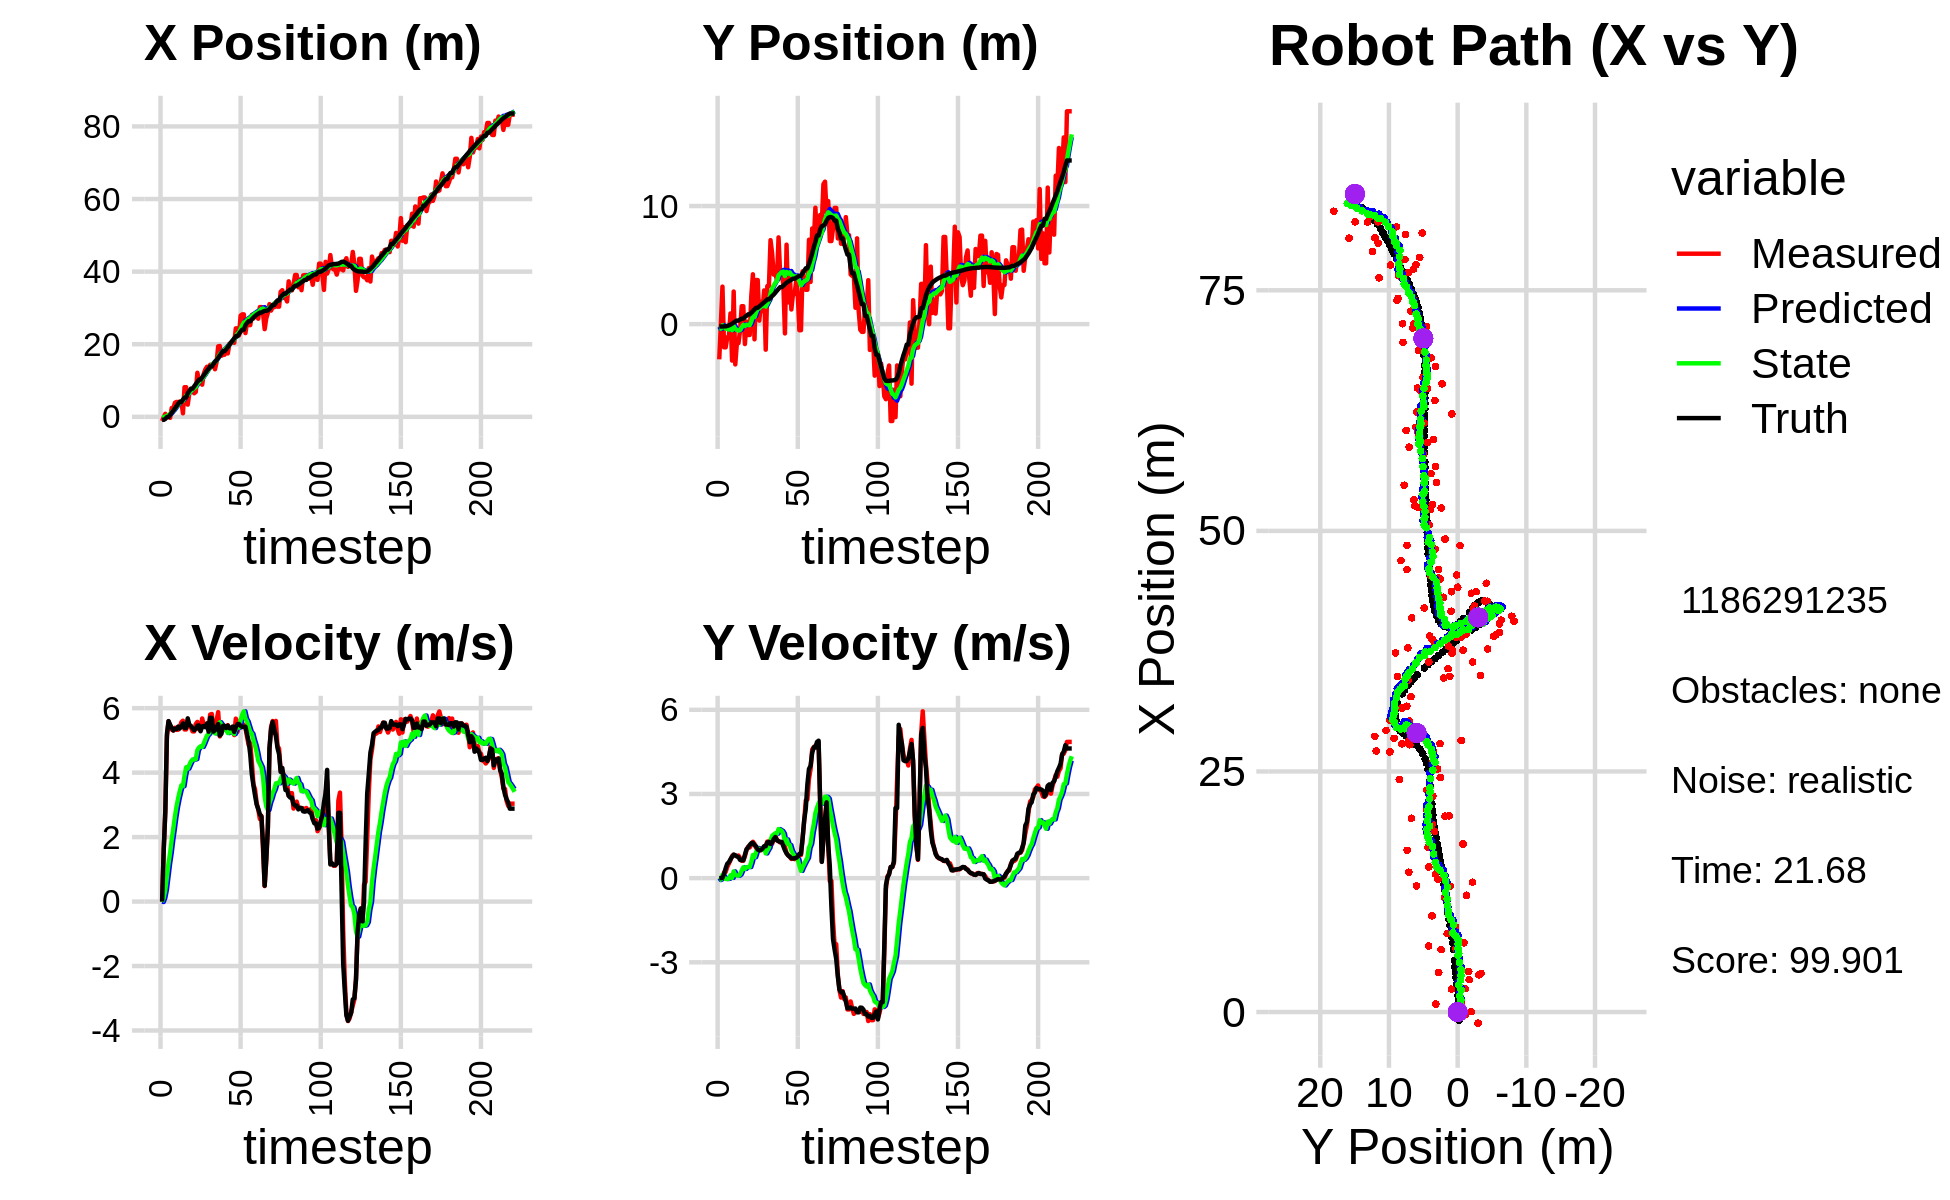 X Position (m)
80
60
40
20
0
0
50
100
150
200
timestep
Y Position (m)
10
0
0
50
100
150
200
timestep
X Velocity (m/s)
6
4
2
0
-2
-4
0
50
100
150
200
timestep
Y Velocity (m/s)
6
3
0
-3
0
50
100
150
200
timestep
Robot Path (X vs Y)
X Position (m)
75
50
25
0
20 10 0 -10 -20
Y Position (m)
variable
Measured
Predicted
State
Truth
1186291235
Obstacles: none
Noise: realistic
Time: 21.68
Score: 99.901